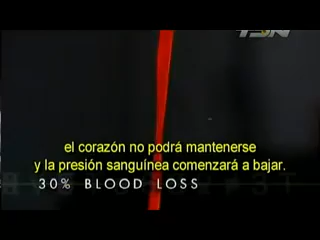 el corazón no podrá mantenerse
y la presión sanguínea comenzará a bajar.
30% BLOOD LOSS